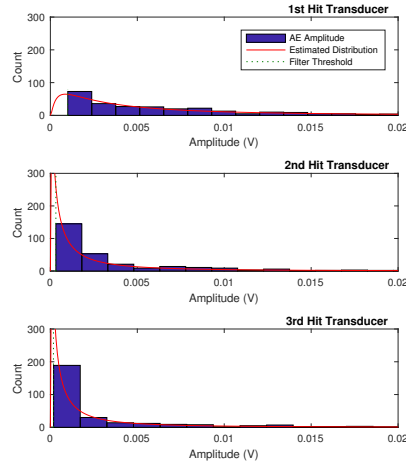 1st Hit Transducer
300
200
100
0
Count
AE Amplitude
Estimated Distribution
Filter Threshold
0 0.005 0.01 0.015 0.02
Amplitude (V)
2nd Hit Transducer
300
200
100
0
Count
0 0.005 0.01 0.015 0.02
Amplitude (V)
3rd Hit Transducer
300
200
100
0
Count
0 0.005 0.01 0.015 0.02
Amplitude (V)